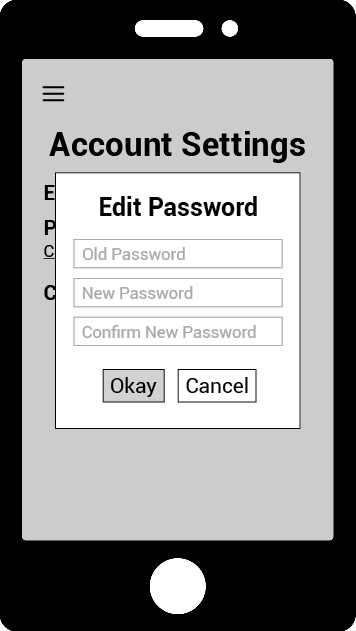 Account Settings
E
Edit Password
P
C
Old Password
C
New Password
Confirm New Password
Okay Cancel